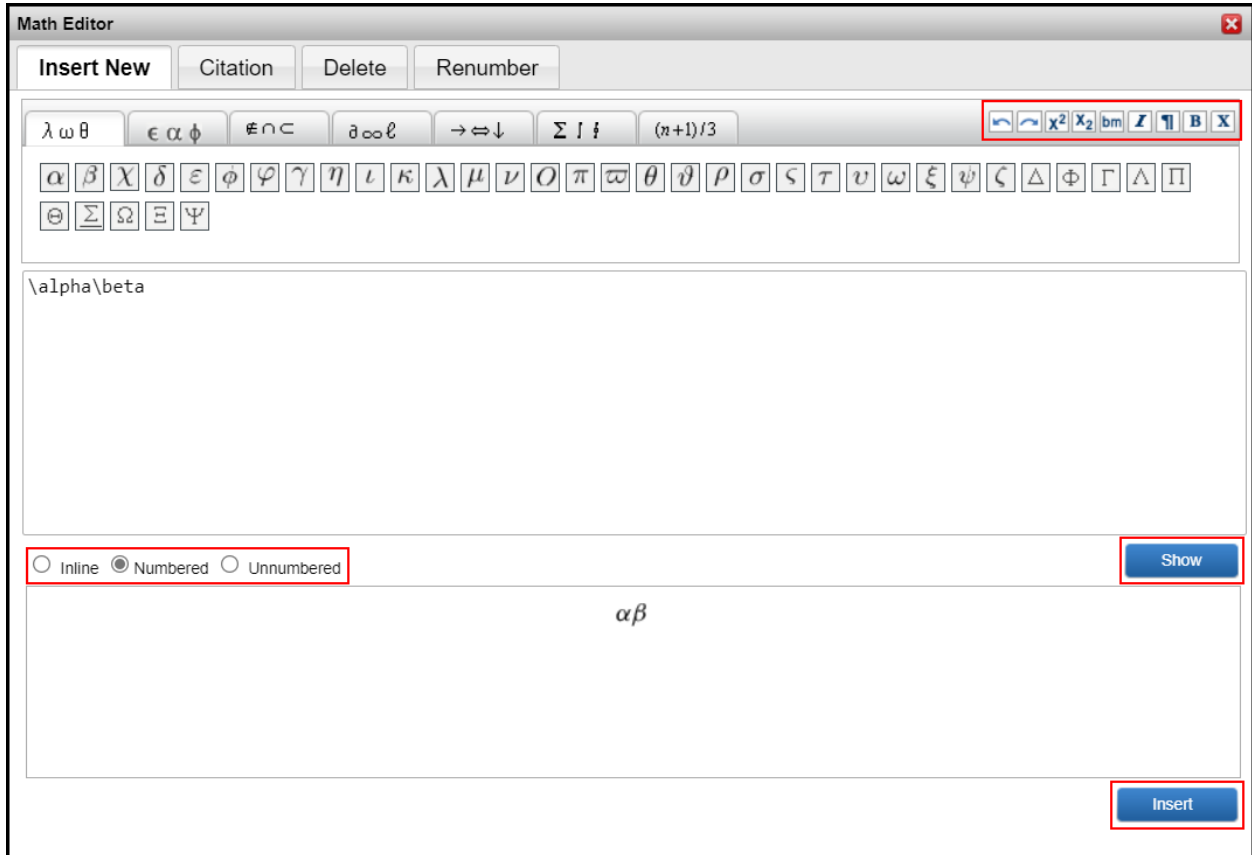 Math Editor
Insert New Citation Delete Renumber
λ ω θ ϵ α ϕ ∉ ∩ ⊂ ∂ ∞ ℓ → ⇔ ↓ Σ ∫ ∮ (n+1)/3
X² X₂ bm I ¶ B X
α β χ δ ε ϕ φ γ η ι κ λ μ ν O π ϖ θ ϑ ρ σ ς τ υ ω ξ ψ ζ Δ Φ Γ Λ Π
Θ Σ Ω Ξ Ψ
\alpha\beta
Inline Numbered Unnumbered
Show
αβ
Insert